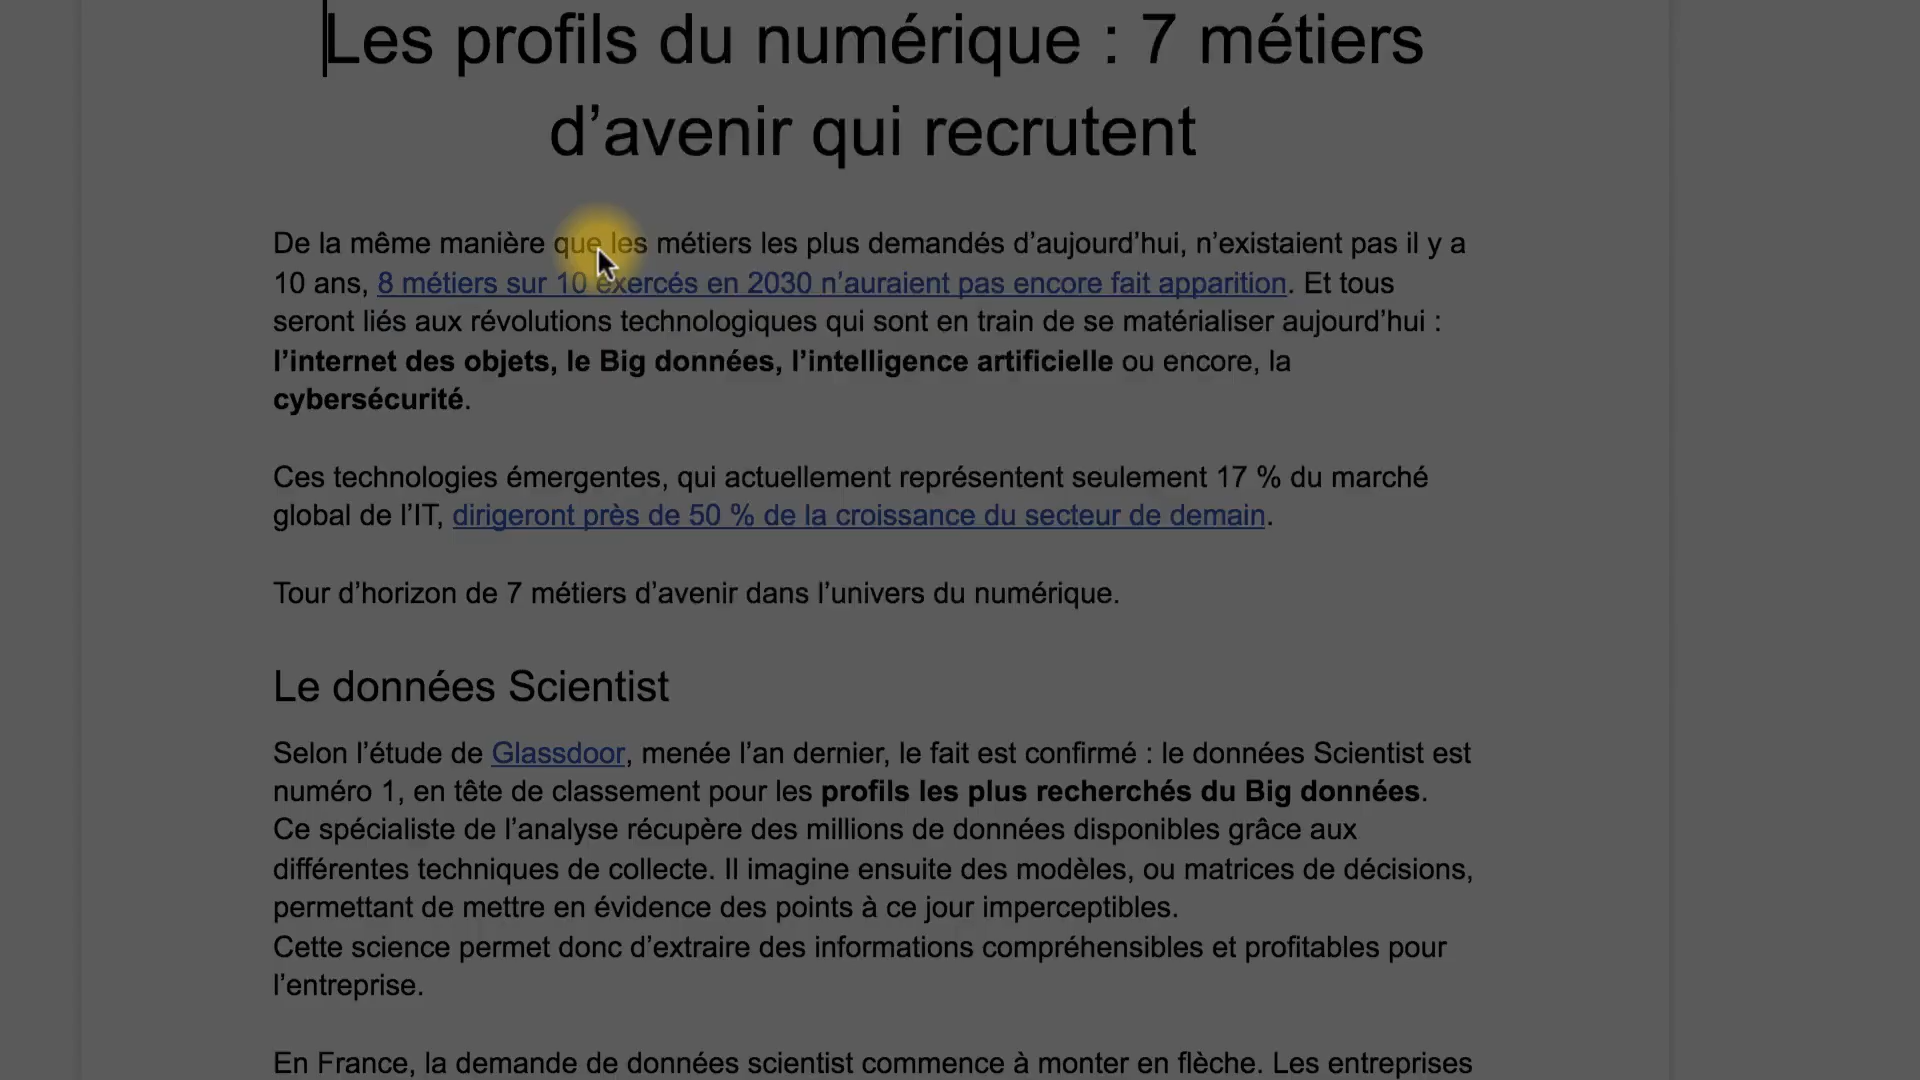 Les profils du numérique : 7 métiers
d’avenir qui recrutent
De la même manière que les métiers les plus demandés d’aujourd’hui, n’existaient pas il y a
10 ans, 8 métiers sur 10 exercés en 2030 n’auraient pas encore fait apparition. Et tous
seront liés aux révolutions technologiques qui sont en train de se matérialiser aujourd’hui :
l’internet des objets, le Big données, l’intelligence artificielle ou encore, la
cybersécurité.
Ces technologies émergentes, qui actuellement représentent seulement 17 % du marché
global de l’IT, dirigeront près de 50 % de la croissance du secteur de demain.
Tour d’horizon de 7 métiers d’avenir dans l’univers du numérique.
Le données Scientist
Selon l’étude de Glassdoor, menée l’an dernier, le fait est confirmé : le données Scientist est
numéro 1, en tête de classement pour les profils les plus recherchés du Big données.
Ce spécialiste de l’analyse récupère des millions de données disponibles grâce aux
différentes techniques de collecte. Il imagine ensuite des modèles, ou matrices de décisions,
permettant de mettre en évidence des points à ce jour imperceptibles.
Cette science permet donc d’extraire des informations compréhensibles et profitables pour
l’entreprise.
En France, la demande de données scientist commence à monter en flèche. Les entreprises